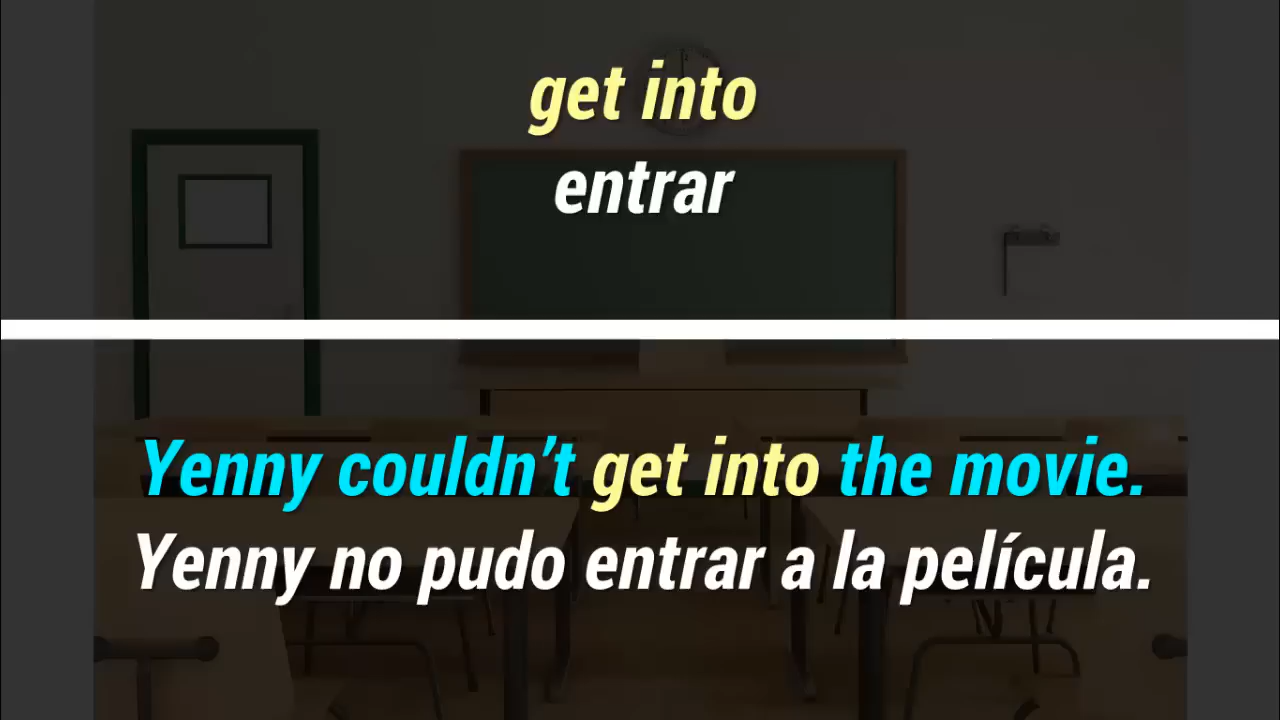 get into
entrar
Yenny couldn’t get into the movie.
Yenny no pudo entrar a la película.